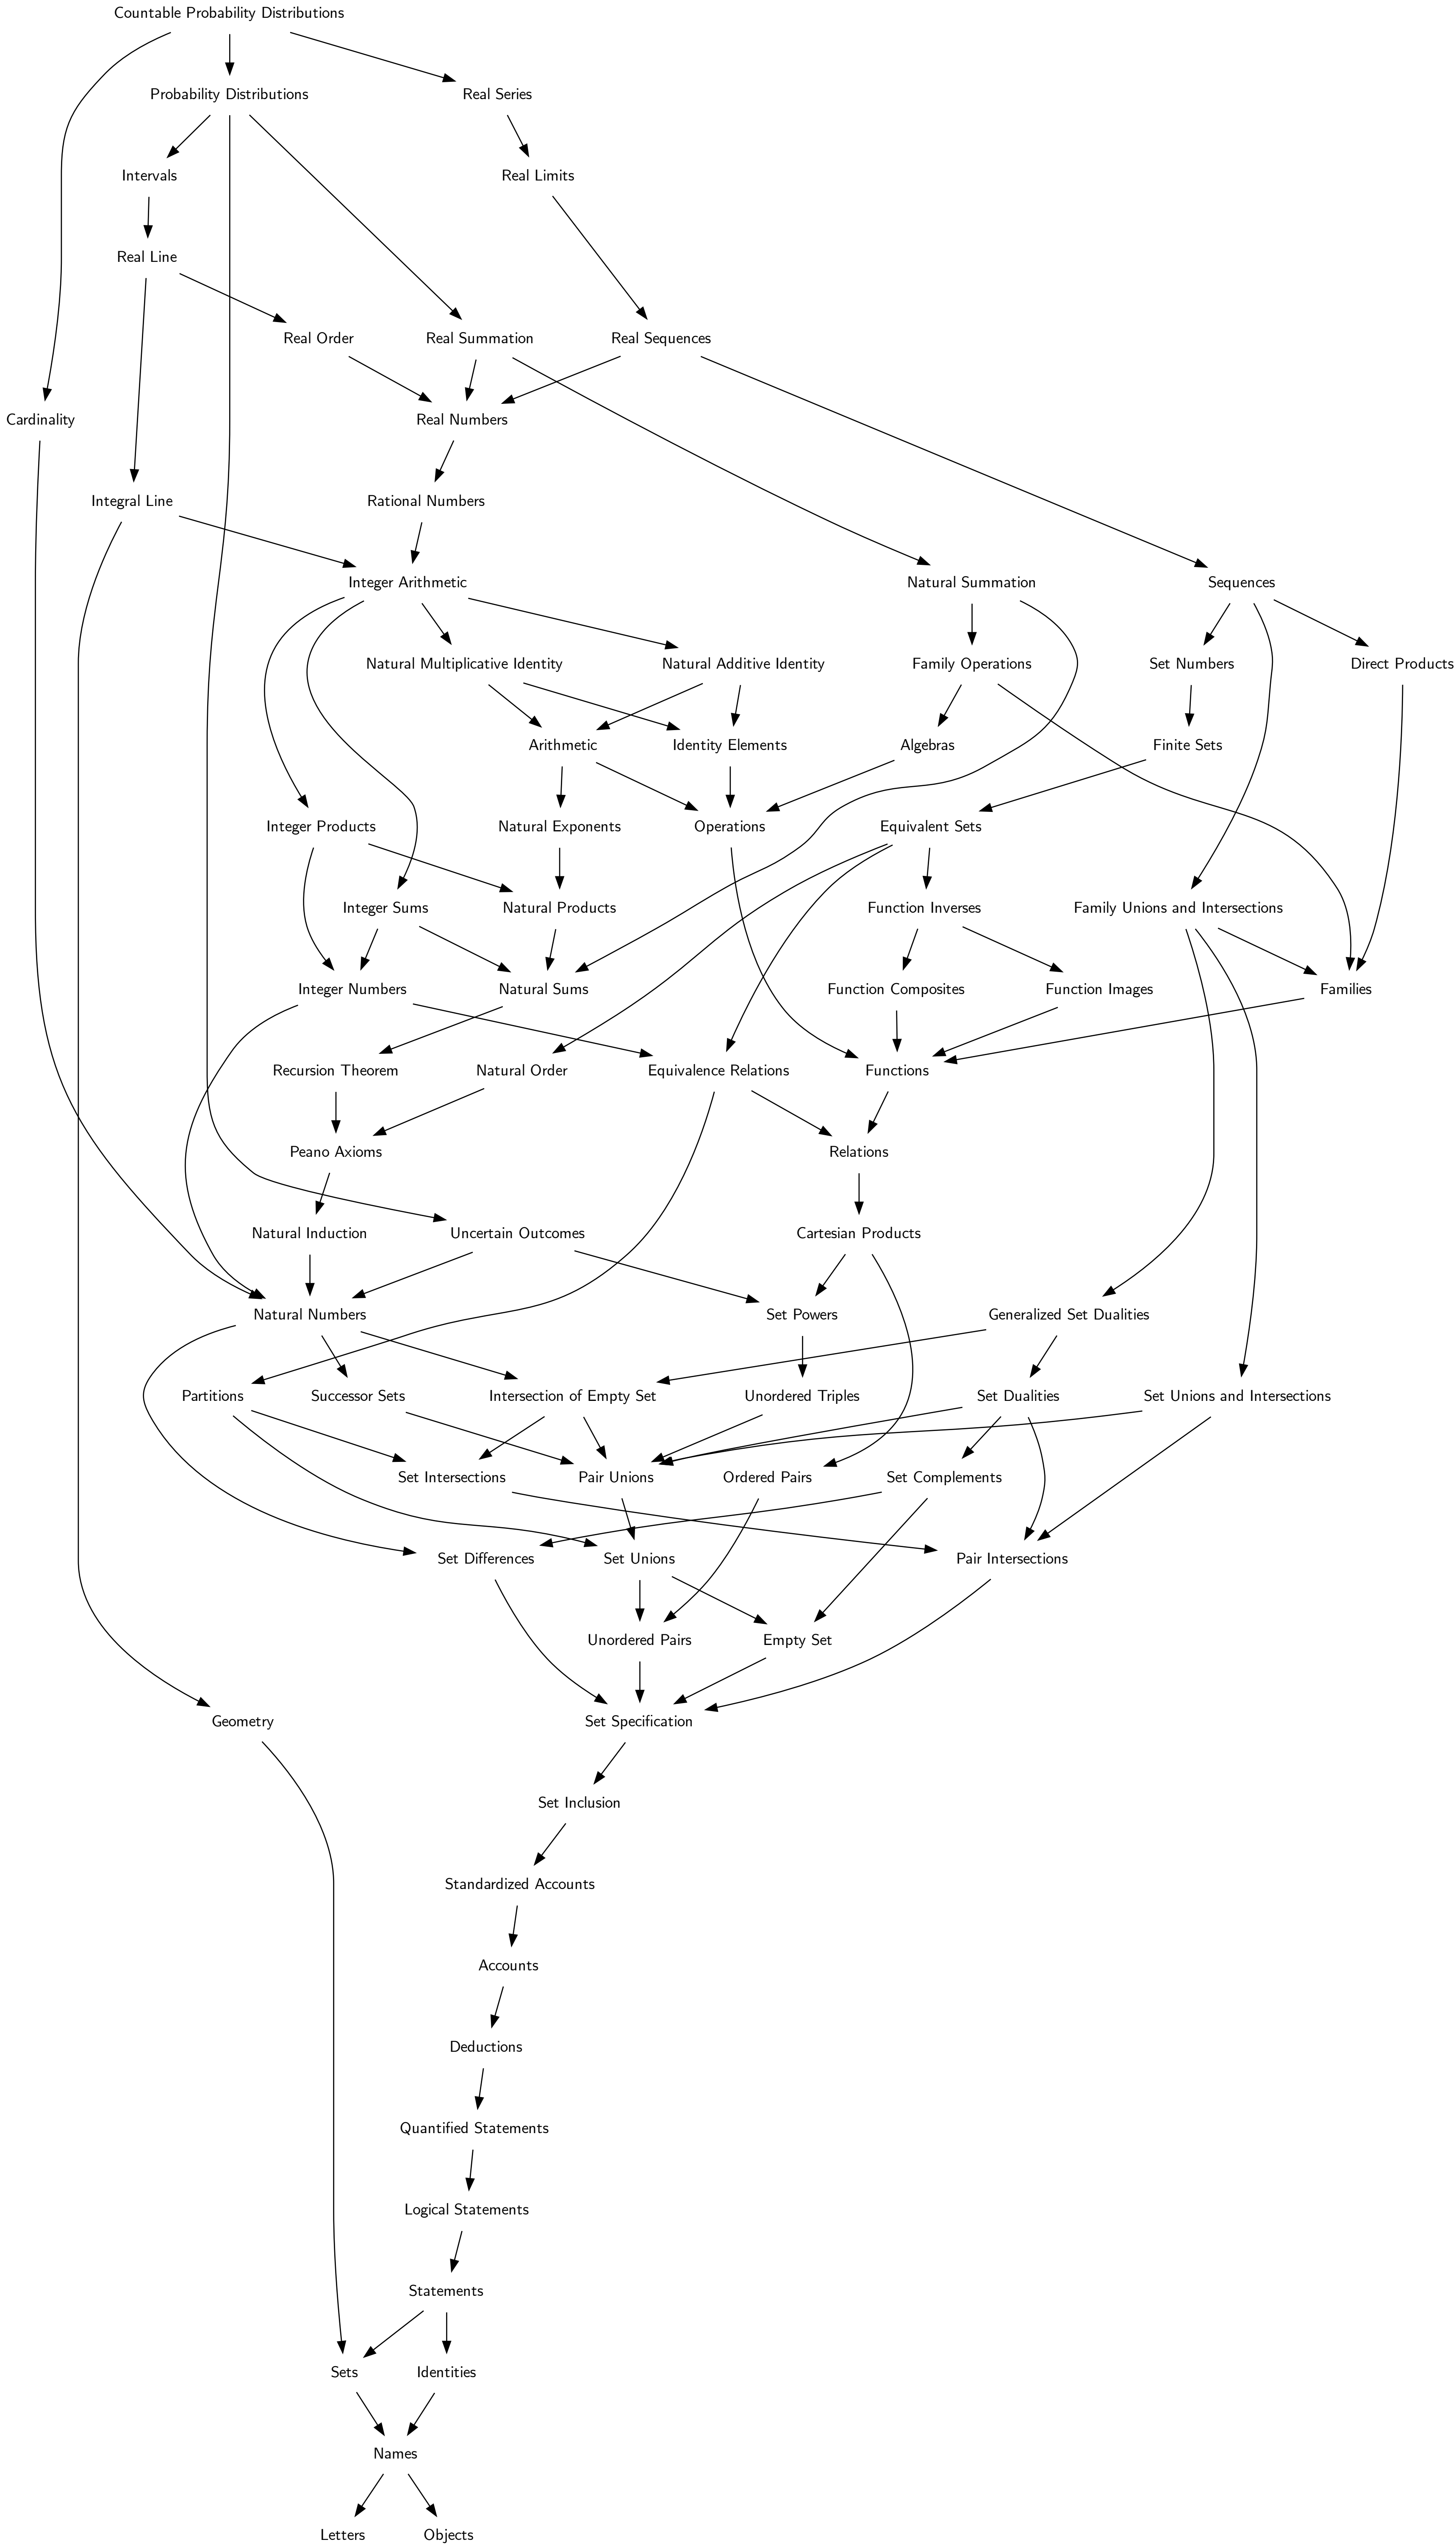 Countable Probability Distributions
Probability Distributions
Real Series
Intervals
Real Limits
Real Line
Real Order
Real Summation
Real Sequences
Cardinality
Real Numbers
Integral Line
Rational Numbers
Integer Arithmetic
Natural Summation
Sequences
Natural Multiplicative Identity
Natural Additive Identity
Family Operations
Set Numbers
Direct Products
Arithmetic
Identity Elements
Algebras
Finite Sets
Integer Products
Natural Exponents
Operations
Equivalent Sets
Integer Sums
Natural Products
Function Inverses
Family Unions and Intersections
Integer Numbers
Natural Sums
Function Composites
Function Images
Families
Recursion Theorem
Natural Order
Equivalence Relations
Functions
Peano Axioms
Relations
Natural Induction
Uncertain Outcomes
Cartesian Products
Natural Numbers
Set Powers
Generalized Set Dualities
Partitions
Successor Sets
Intersection of Empty Set
Unordered Triples
Set Dualities
Set Unions and Intersections
Set Intersections
Pair Unions
Ordered Pairs
Set Complements
Set Differences
Set Unions
Pair Intersections
Unordered Pairs
Empty Set
Geometry
Set Specification
Set Inclusion
Standardized Accounts
Accounts
Deductions
Quantified Statements
Logical Statements
Statements
Sets
Identities
Names
Letters
Objects